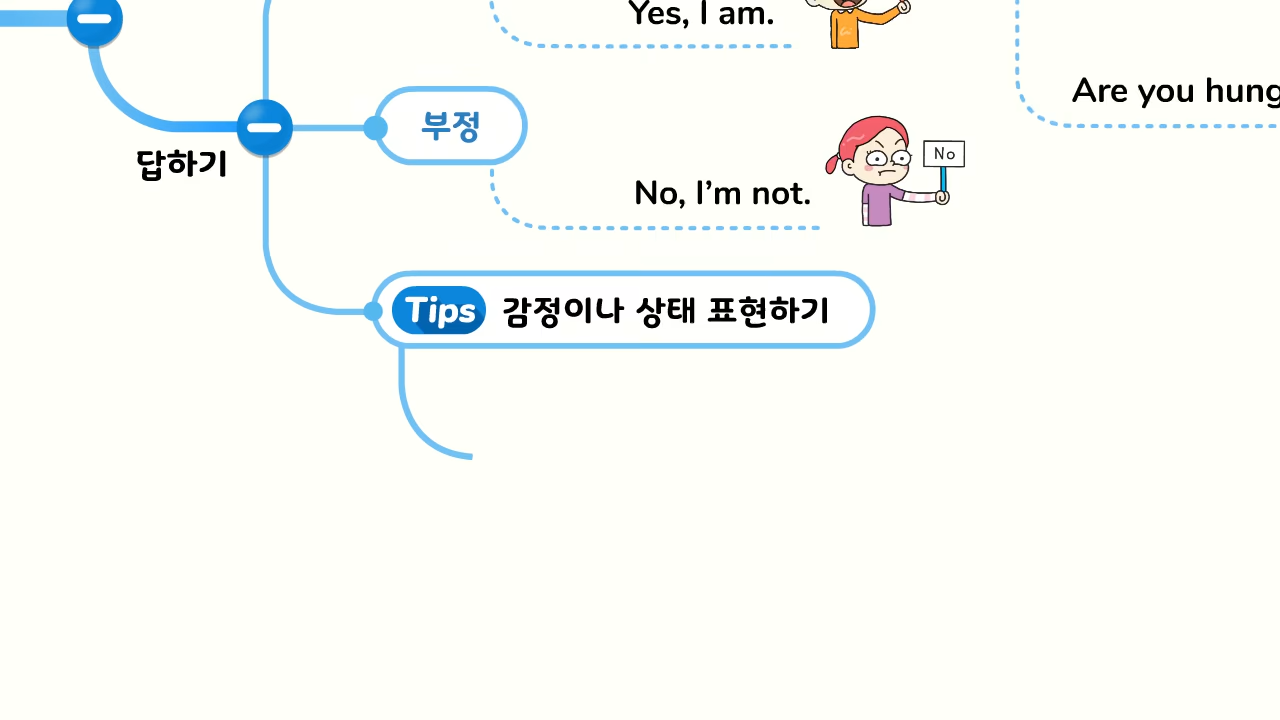 Yes, I am.
Are you hung
부정
답하기
No
No, I’m not.
Tips 감정이나 상태 표현하기